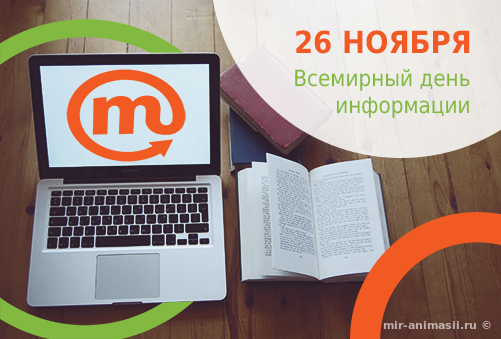 26 НОЯБРЯ
Всемирный день
информации
m
mir-animasii.ru ©